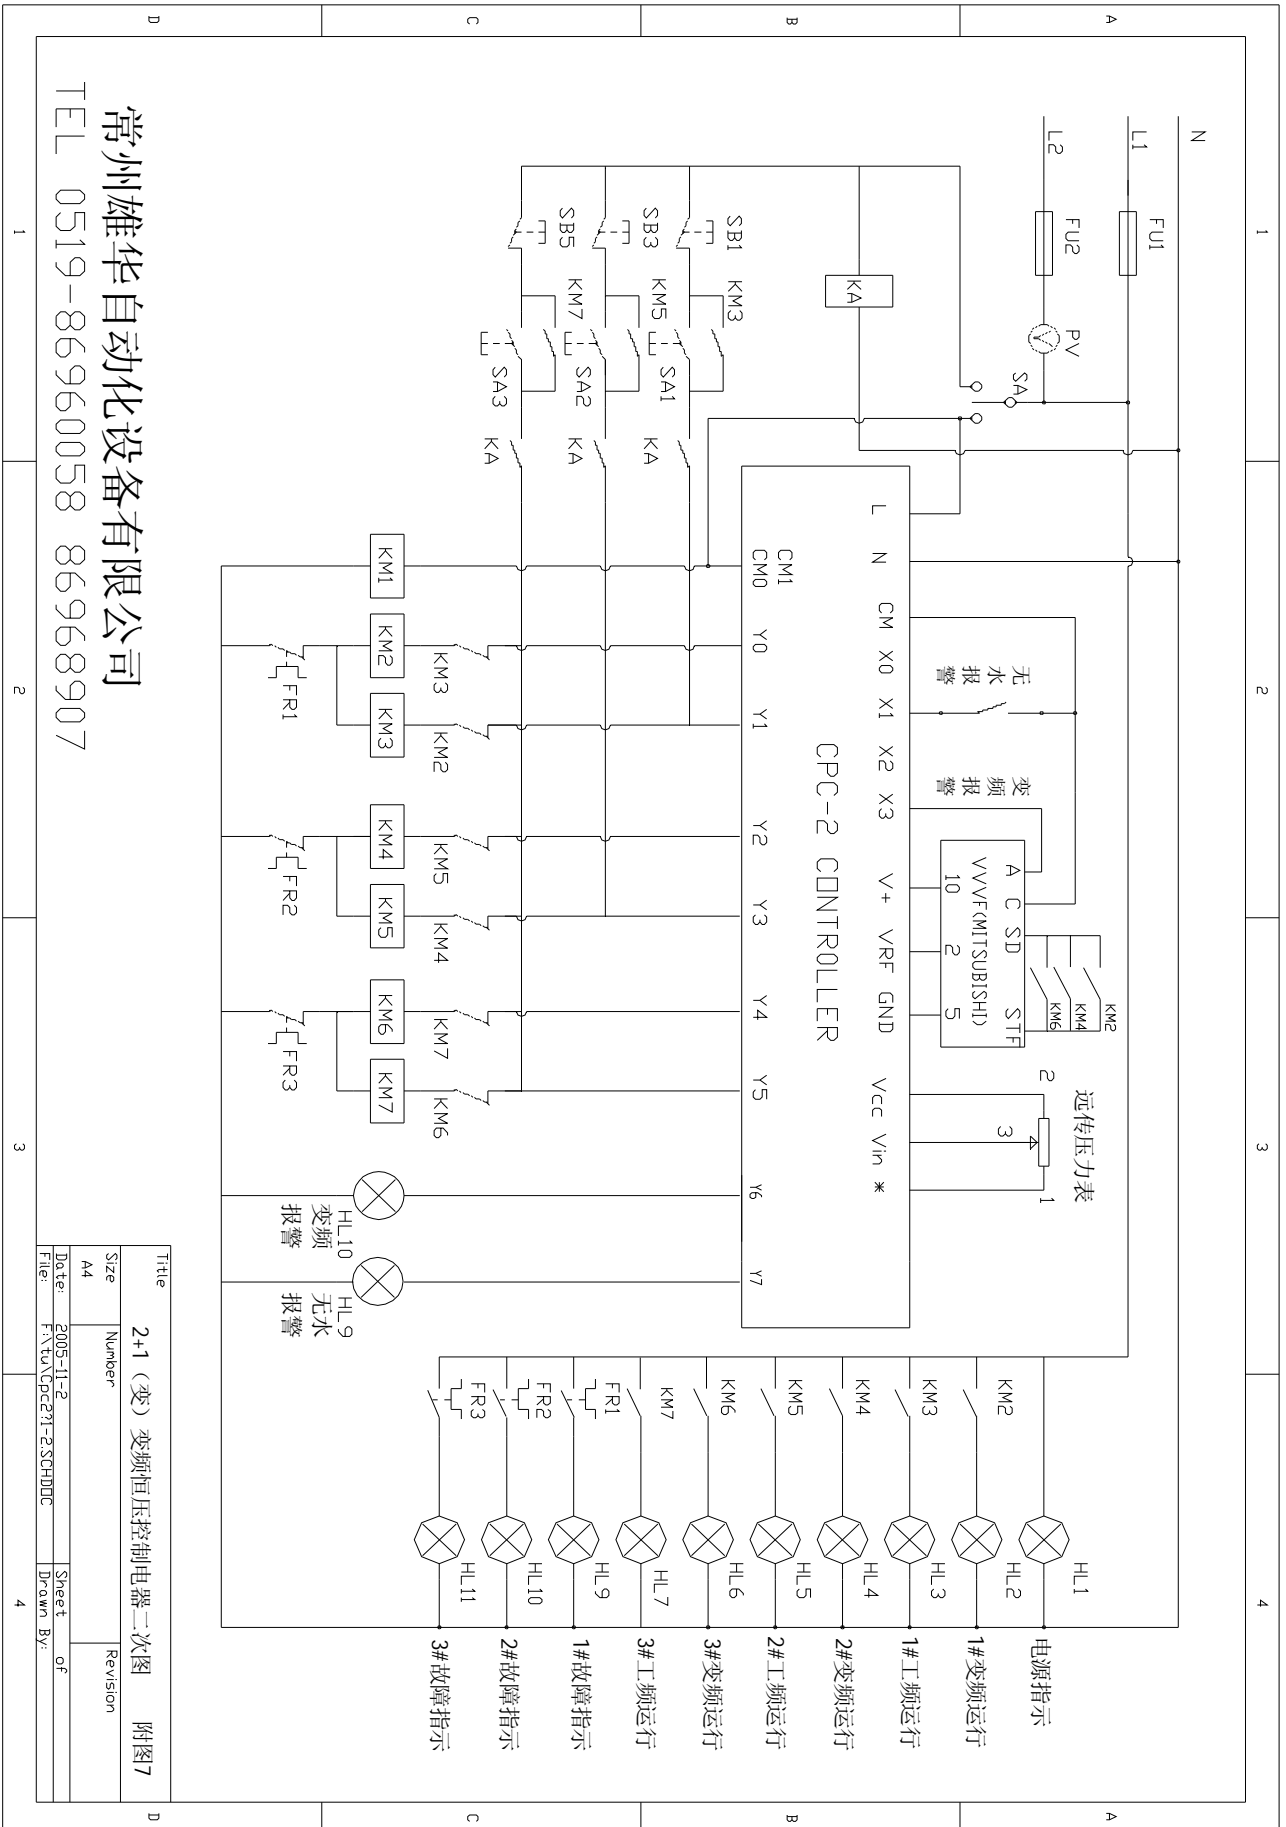 N
L1
L2
FU1
FU2
PV
SA
KA
SB1
SB3
SB5
KM3
KM5
KM7
SA1
SA2
SA3
KA
KA
KA
L
N
CM
X0
X1
X2
X3
V+
VRF
GND
Vcc
Vin
*
无水报警
变频报警
A
C
SD
STF
VVVF(MITSUBISHI)
10
2
5
KM2
KM4
KM6
远传压力表
2
3
1
CPC-2 CONTROLLER
CM1
CM0
Y0
Y1
Y2
Y3
Y4
Y5
Y6
Y7
KM3
KM2
KM5
KM4
KM7
KM6
KM1
KM2
KM3
KM4
KM5
KM6
KM7
FR1
FR2
FR3
HL10
变频
报警
HL9
无水
报警
KM2
KM3
KM4
KM5
KM6
KM7
FR1
FR2
FR3
HL1 电源指示
HL2 1#变频运行
HL3 1#工频运行
HL4 2#变频运行
HL5 2#工频运行
HL6 3#变频运行
HL7 3#工频运行
HL9 1#故障指示
HL10 2#故障指示
HL11 3#故障指示
常州雄华自动化设备有限公司
TEL 0519-86960058 86968907
Title
2+1（变）变频恒压控制电器二次图 附图7
Size
A4
Number
Revision
Date: 2005-11-2
Sheet of
File: F:\tu\Cpc2?1-2.SCHDOC
Drawn By:
1
2
3
4
1
2
3
4
A
B
C
D
A
B
C
D